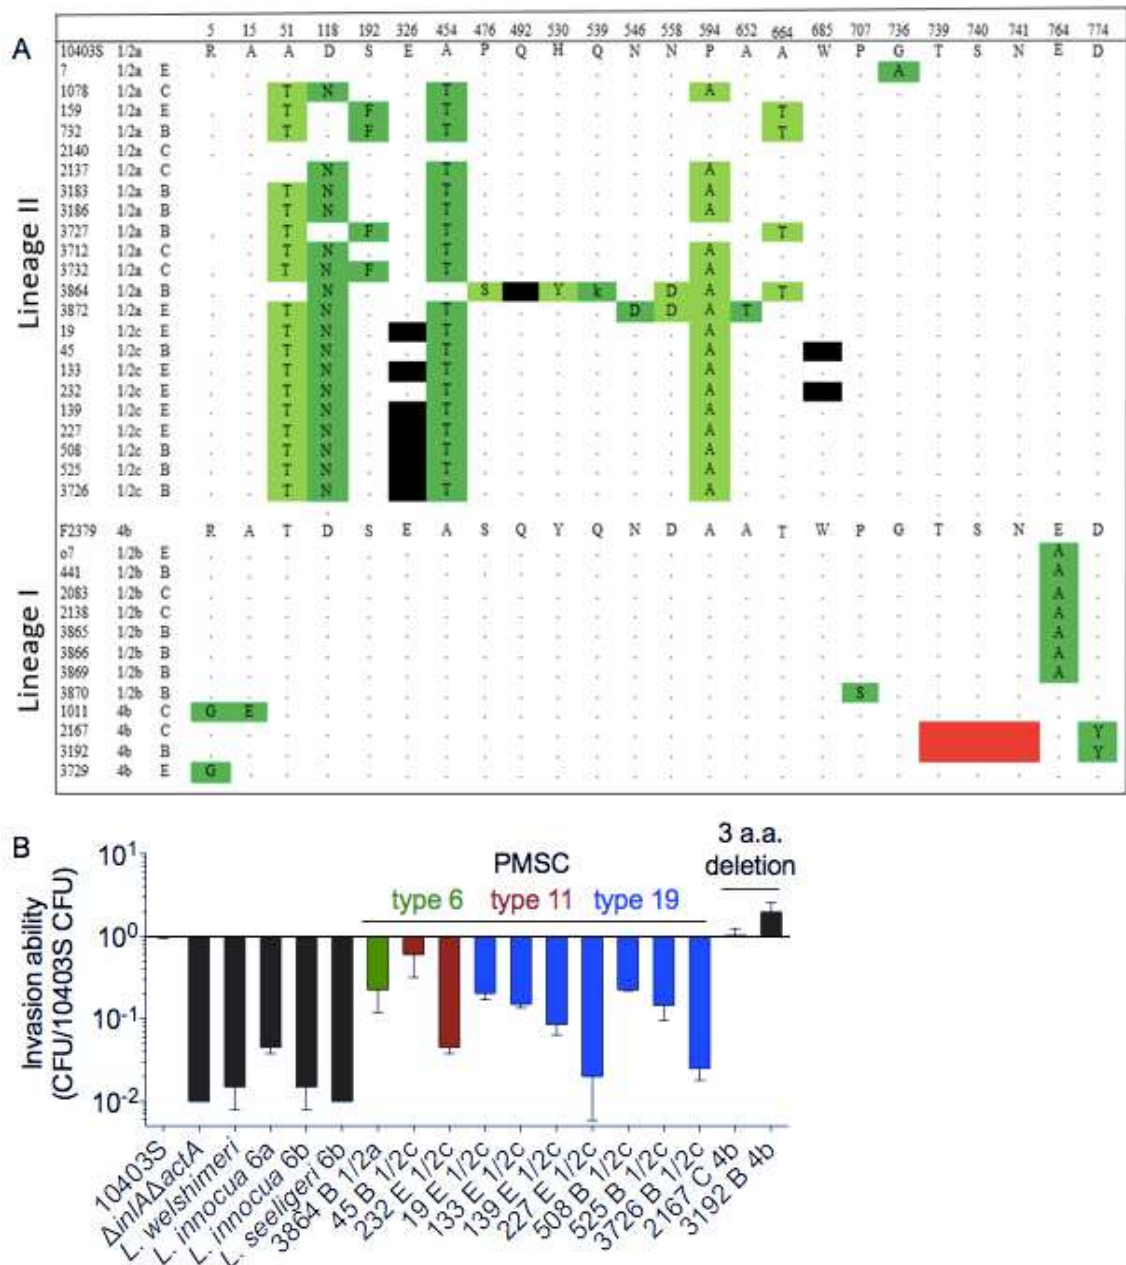 A
5 15 51 118 192 326 454 476 492 530 539 546 558 594 652 664 685 707 736 739 740 741 764 774
10403S 1/2a R A A D S E A P Q H Q N N P A A W P G T S N E D
7 1/2a E A
1078 1/2a C T N T A
159 1/2a E T F T T
732 1/2a B T F T T
2140 1/2a C
2137 1/2a C N T A
3183 1/2a B T N T A
3186 1/2a B T N T A
3727 1/2a B T F T T
3712 1/2a C T N T A
3732 1/2a C T N F T A
3864 1/2a B N S Y k D A T
3872 1/2a E T N T D D A T
19 1/2c E T N T A
45 1/2c B T N T A
133 1/2c E T N T A
232 1/2c E T N T A
139 1/2c E T N T A
227 1/2c E T N T A
508 1/2c B T N T A
525 1/2c B T N T A
3726 1/2c B T N T A
Lineage II
F2379 4b R A T D S E A S Q Y Q N D A A T W P G T S N E D
o7 1/2b E A
441 1/2b B A
2083 1/2b C A
2138 1/2b C A
3865 1/2b B A
3866 1/2b B A
3869 1/2b B A
3870 1/2b B S
1011 4b C G E
2167 4b C Y
3192 4b B Y
3729 4b E G
Lineage I
B
Invasion ability
(CFU/10403S CFU)
10¹
10⁰
10⁻¹
10⁻²
PMSC
type 6 type 11 type 19
3 a.a.
deletion
10403S
ΔinlAΔactA
L. welshimeri
L. innocua 6a
L. innocua 6b
L. seeligeri 6b
3864 B 1/2a
45 B 1/2c
232 E 1/2c
19 E 1/2c
133 E 1/2c
139 E 1/2c
227 E 1/2c
508 B 1/2c
525 B 1/2c
3726 B 1/2c
2167 C 4b
3192 B 4b